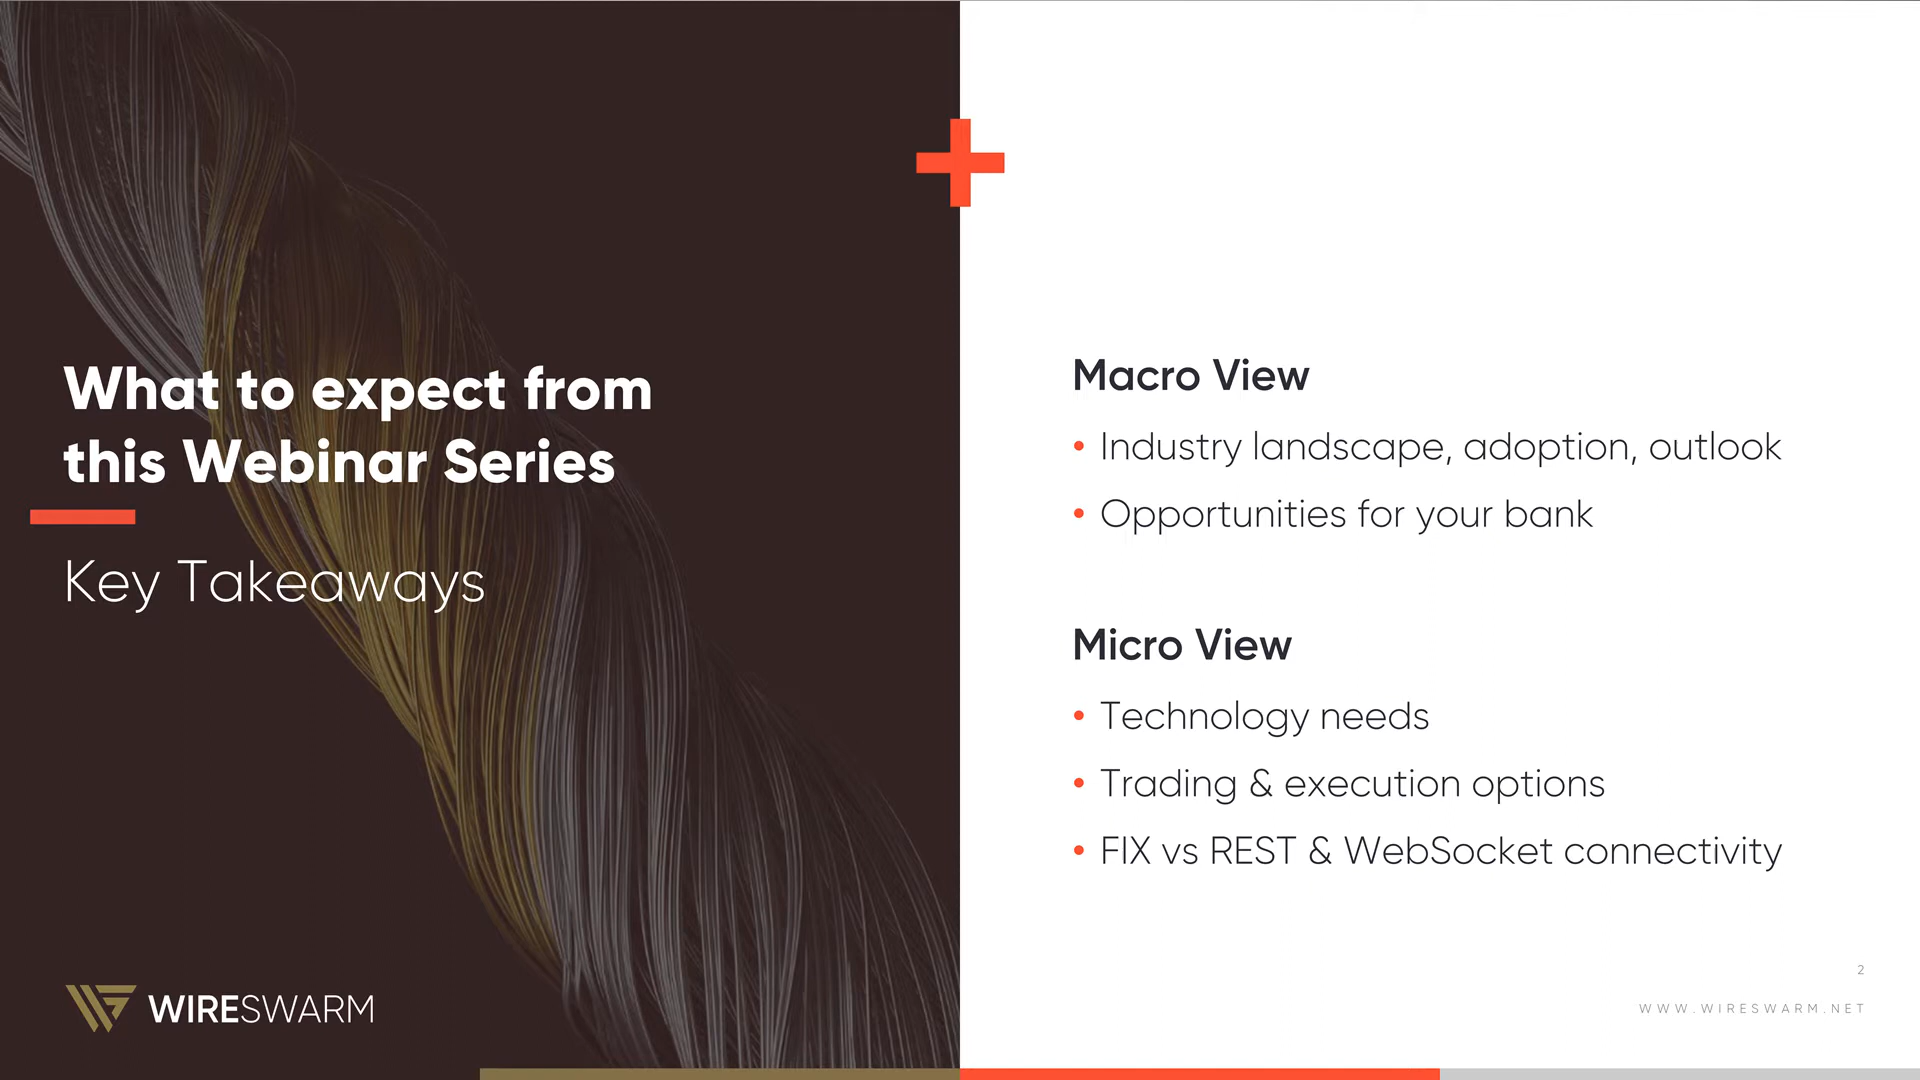 What to expect from
this Webinar Series
Key Takeaways
WIRESWARM
Macro View
• Industry landscape, adoption, outlook
• Opportunities for your bank
Micro View
• Technology needs
• Trading & execution options
• FIX vs REST & WebSocket connectivity
2
WWW.WIRESWARM.NET